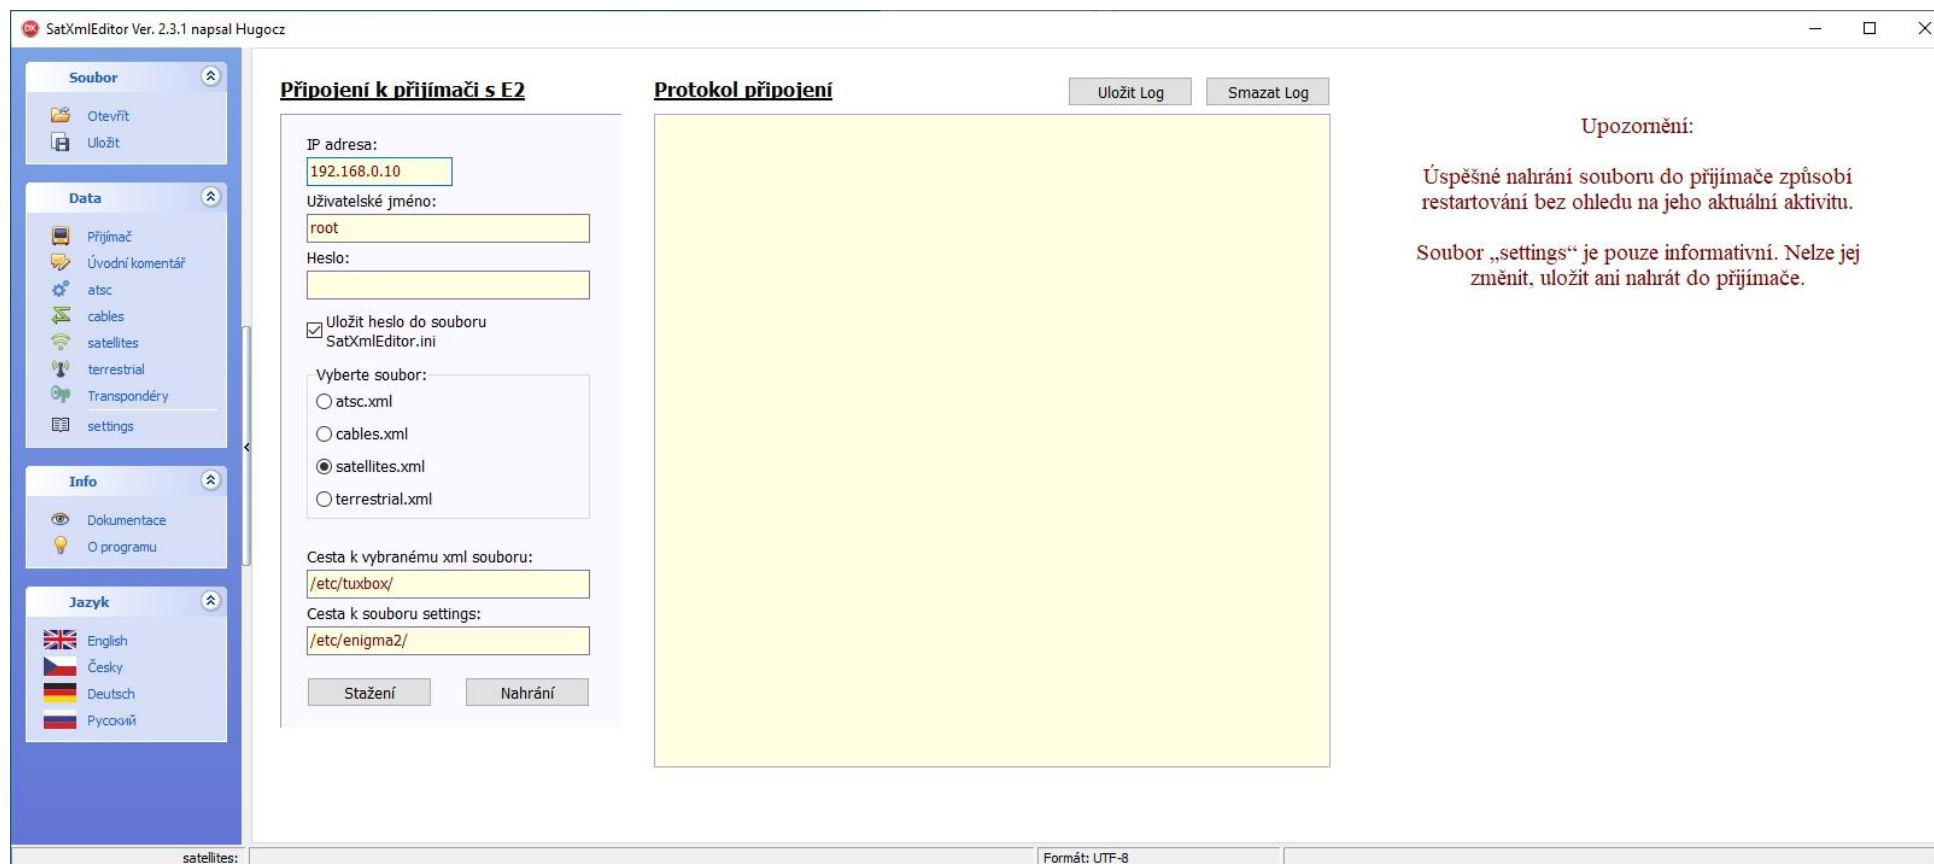 SatXmlEditor Ver. 2.3.1 napsal Hugocz
Soubor
Otevřít
Uložit
Data
Přijímač
Úvodní komentář
atsc
cables
satellites
terrestrial
Transpondéry
settings
Info
Dokumentace
O programu
Jazyk
English
Česky
Deutsch
Русский
Připojení k přijímači s E2
IP adresa:
192.168.0.10
Uživatelské jméno:
root
Heslo:
Uložit heslo do souboru
SatXmlEditor.ini
Vyberte soubor:
atsc.xml
cables.xml
satellites.xml
terrestrial.xml
Cesta k vybranému xml souboru:
/etc/tuxbox/
Cesta k souboru settings:
/etc/enigma2/
Stažení
Nahrání
Protokol připojení
Uložit Log
Smazat Log
Upozornění:
Úspěšné nahrání souboru do přijímače způsobí
restartování bez ohledu na jeho aktuální aktivitu.
Soubor „settings“ je pouze informativní. Nelze jej
změnit, uložit ani nahrát do přijímače.
satellites:
Formát: UTF-8